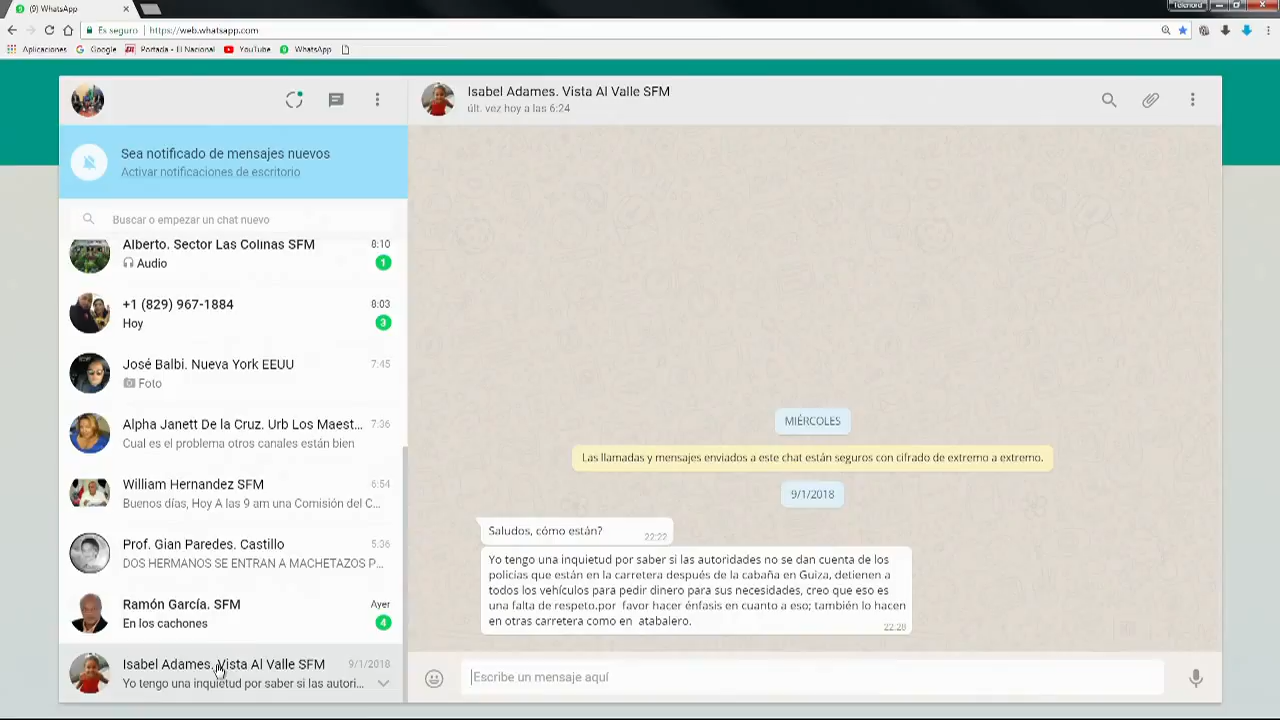 (9) WhatsApp
Telenord
Es seguro | https://web.whatsapp.com
Aplicaciones Google Portada - El Nacional YouTube WhatsApp
Sea notificado de mensajes nuevos
Activar notificaciones de escritorio
Buscar o empezar un chat nuevo
Alberto. Sector Las Colinas SFM 8:10
Audio 1
+1 (829) 967-1884 8:03
Hoy 3
José Balbi. Nueva York EEUU 7:45
Foto
Alpha Janett De la Cruz. Urb Los Maest... 7:36
Cual es el problema otros canales están bien
William Hernandez SFM 6:54
Buenos días, Hoy A las 9 am una Comisión del C...
Prof. Gian Paredes. Castillo 5:36
DOS HERMANOS SE ENTRAN A MACHETAZOS P...
Ramón García. SFM Ayer
En los cachones 4
Isabel Adames. Vista Al Valle SFM 9/1/2018
Yo tengo una inquietud por saber si las autori...
Isabel Adames. Vista Al Valle SFM
últ. vez hoy a las 6:24
MIÉRCOLES
Las llamadas y mensajes enviados a este chat están seguros con cifrado de extremo a extremo.
9/1/2018
Saludos, cómo están? 22:22
Yo tengo una inquietud por saber si las autoridades no se dan cuenta de los
policías que están en la carretera después de la cabaña en Guiza, detienen a
todos los vehículos para pedir dinero para sus necesidades, creo que eso es
una falta de respeto.por favor hacer énfasis en cuanto a eso; también lo hacen
en otras carretera como en atabalero. 22:28
Escribe un mensaje aquí